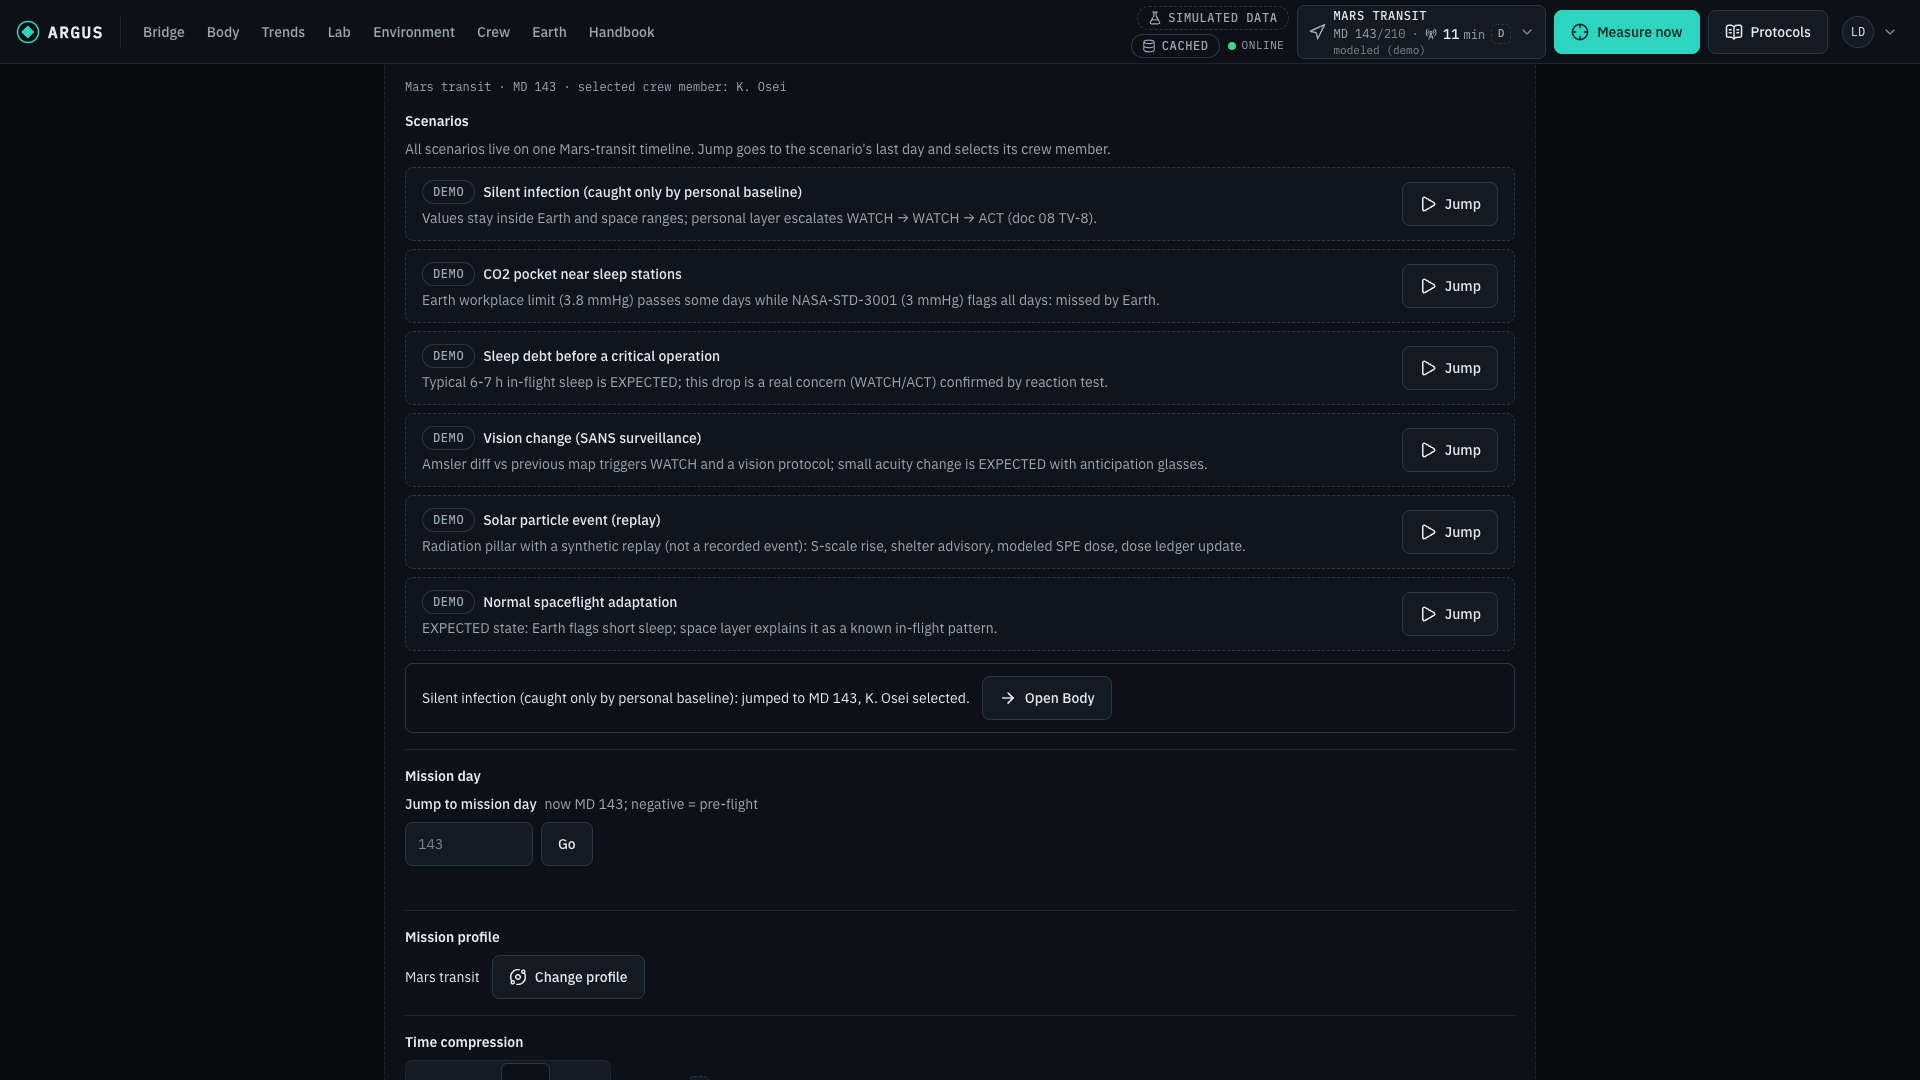 ARGUS
Bridge Body Trends Lab Environment Crew Earth Handbook
SIMULATED DATA
CACHED ONLINE
MARS TRANSIT
MD 143/210 · 11 min D
modeled (demo)
Measure now
Protocols
LD
Mars transit · MD 143 · selected crew member: K. Osei
Scenarios
All scenarios live on one Mars-transit timeline. Jump goes to the scenario's last day and selects its crew member.
DEMO Silent infection (caught only by personal baseline)
Values stay inside Earth and space ranges; personal layer escalates WATCH → WATCH → ACT (doc 08 TV-8).
Jump
DEMO CO2 pocket near sleep stations
Earth workplace limit (3.8 mmHg) passes some days while NASA-STD-3001 (3 mmHg) flags all days: missed by Earth.
Jump
DEMO Sleep debt before a critical operation
Typical 6-7 h in-flight sleep is EXPECTED; this drop is a real concern (WATCH/ACT) confirmed by reaction test.
Jump
DEMO Vision change (SANS surveillance)
Amsler diff vs previous map triggers WATCH and a vision protocol; small acuity change is EXPECTED with anticipation glasses.
Jump
DEMO Solar particle event (replay)
Radiation pillar with a synthetic replay (not a recorded event): S-scale rise, shelter advisory, modeled SPE dose, dose ledger update.
Jump
DEMO Normal spaceflight adaptation
EXPECTED state: Earth flags short sleep; space layer explains it as a known in-flight pattern.
Jump
Silent infection (caught only by personal baseline): jumped to MD 143, K. Osei selected. → Open Body
Mission day
Jump to mission day now MD 143; negative = pre-flight
143 Go
Mission profile
Mars transit Change profile
Time compression